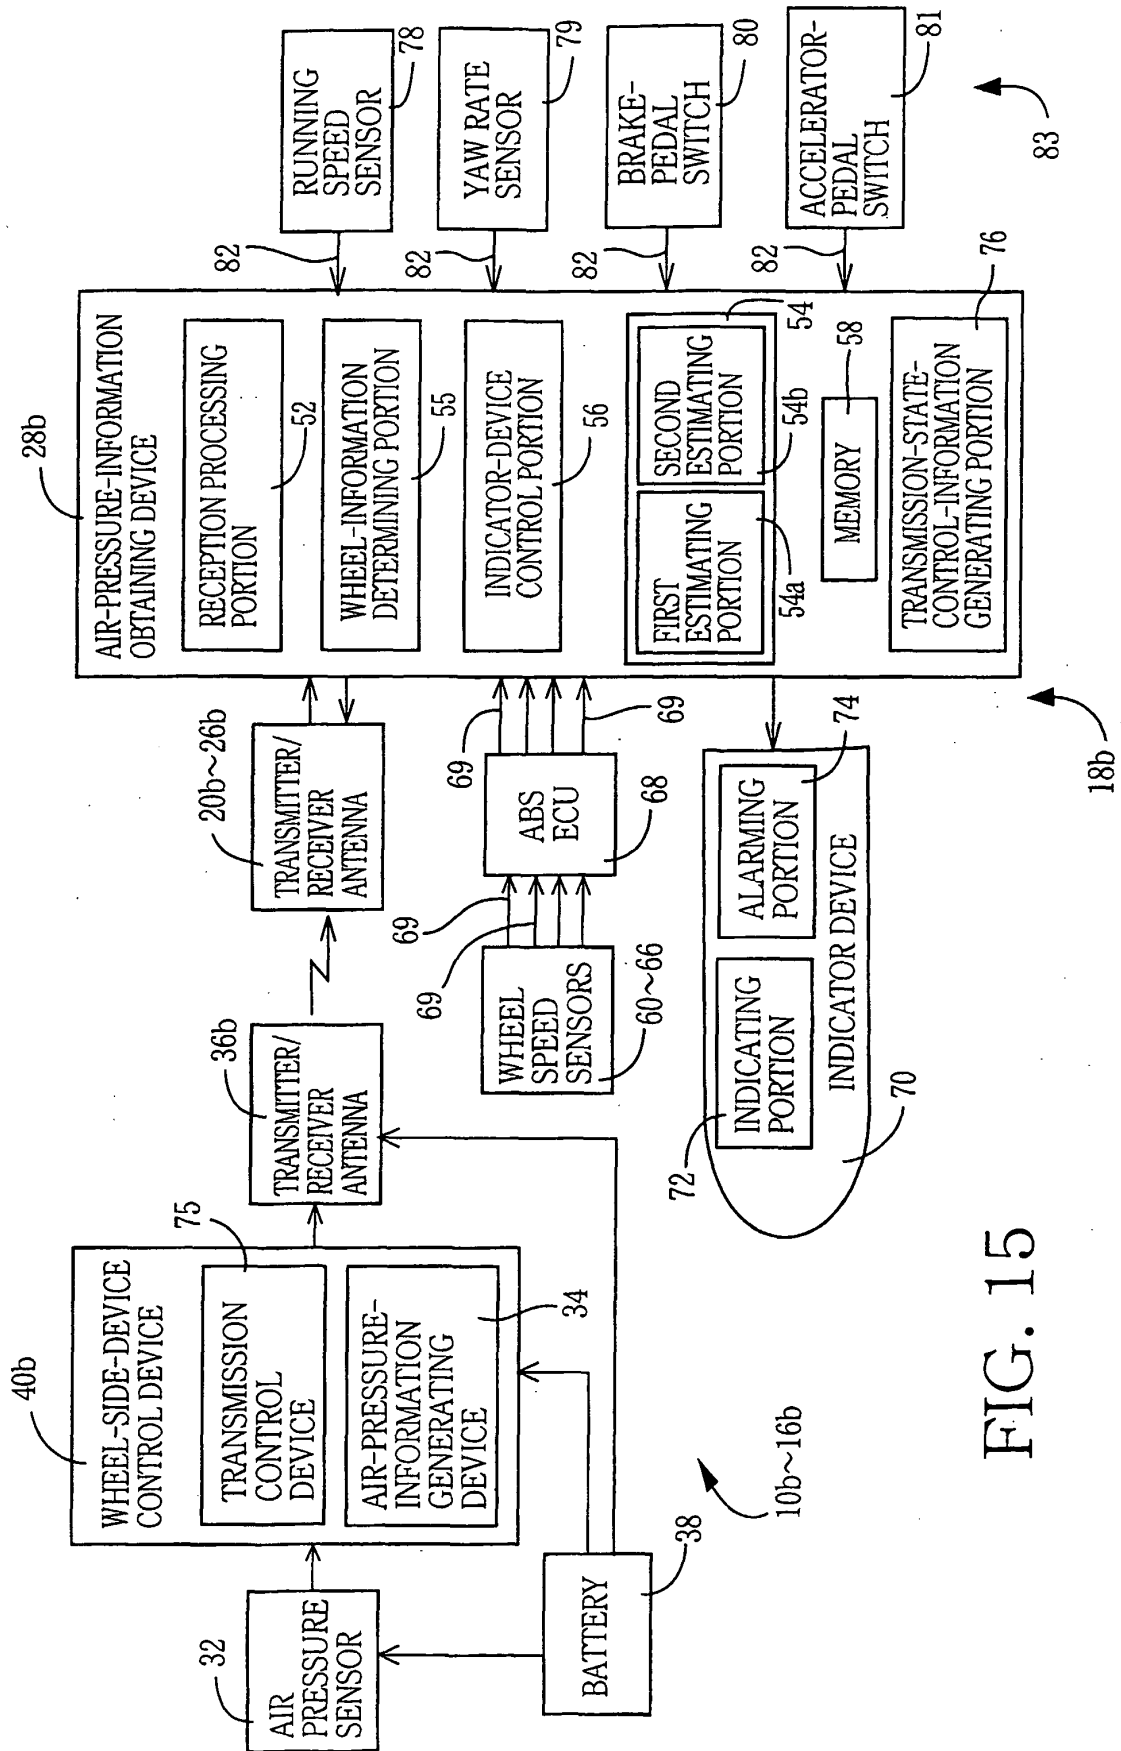 40b
WHEEL-SIDE-DEVICE
CONTROL DEVICE
75
TRANSMISSION
CONTROL
DEVICE
AIR-PRESSURE-
INFORMATION
GENERATING
DEVICE
34
32
AIR
PRESSURE
SENSOR
BATTERY
38
10b~16b
36b
TRANSMITTER/
RECEIVER
ANTENNA
20b~26b
TRANSMITTER/
RECEIVER
ANTENNA
WHEEL
SPEED
SENSORS
60~66
69
69
ABS
ECU
68
69
69
72
INDICATING
PORTION
ALARMING
PORTION
74
INDICATOR DEVICE
70
28b
AIR-PRESSURE-INFORMATION
OBTAINING DEVICE
RECEPTION PROCESSING
PORTION
52
WHEEL-INFORMATION
DETERMINING PORTION
55
INDICATOR-DEVICE
CONTROL PORTION
56
FIRST
ESTIMATING
PORTION
54a
SECOND
ESTIMATING
PORTION
54b
54
MEMORY
58
TRANSMISSION-STATE-
CONTROL-INFORMATION
GENERATING PORTION
76
18b
82
RUNNING
SPEED
SENSOR
78
82
YAW RATE
SENSOR
79
82
BRAKE-
PEDAL
SWITCH
80
82
ACCELERATOR-
PEDAL
SWITCH
81
83
FIG. 15